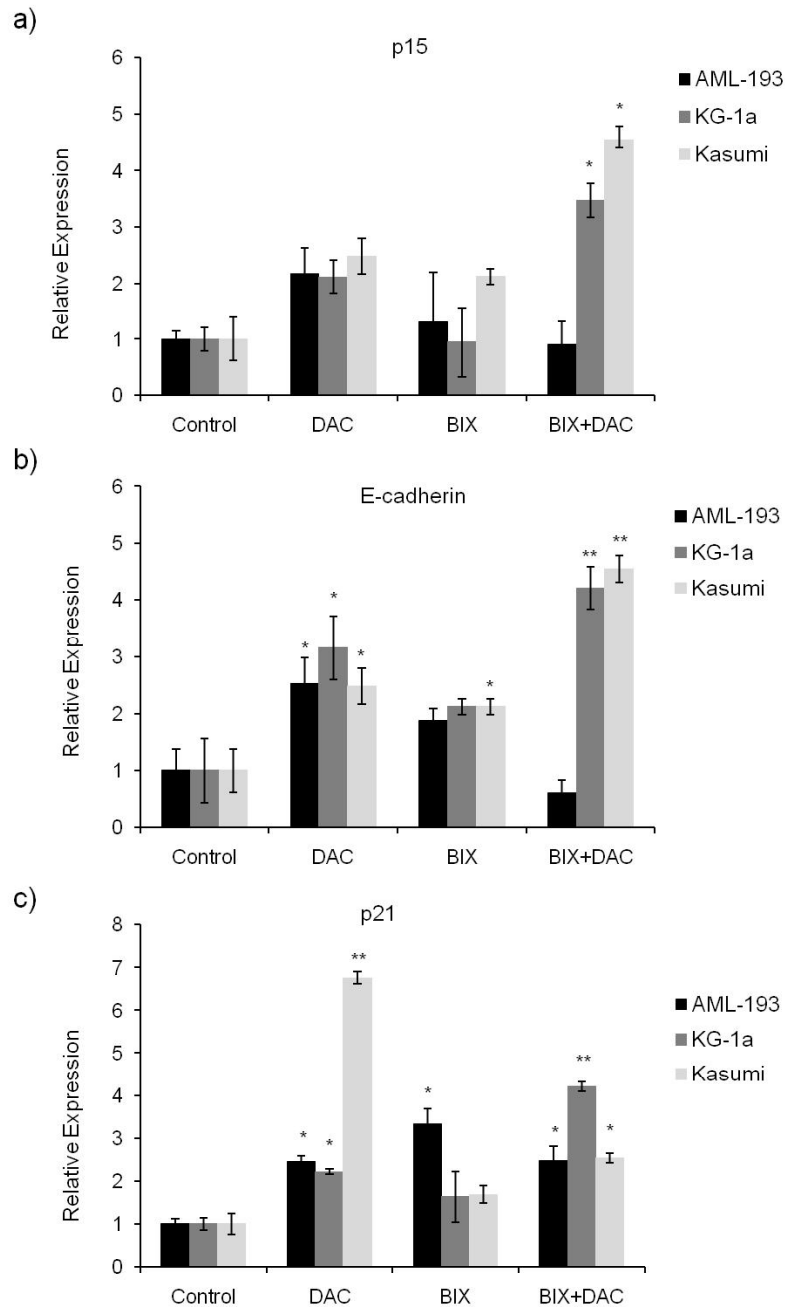 a)
p15
6
5
4
3
2
1
0
Relative Expression
*
*
Control DAC BIX BIX+DAC
AML-193
KG-1a
Kasumi
b)
E-cadherin
6
5
4
3
2
1
0
Relative Expression
* * *
*
** **
Control DAC BIX BIX+DAC
AML-193
KG-1a
Kasumi
c)
p21
8
7
6
5
4
3
2
1
0
Relative Expression
* * **
*
* ** *
Control DAC BIX BIX+DAC
AML-193
KG-1a
Kasumi